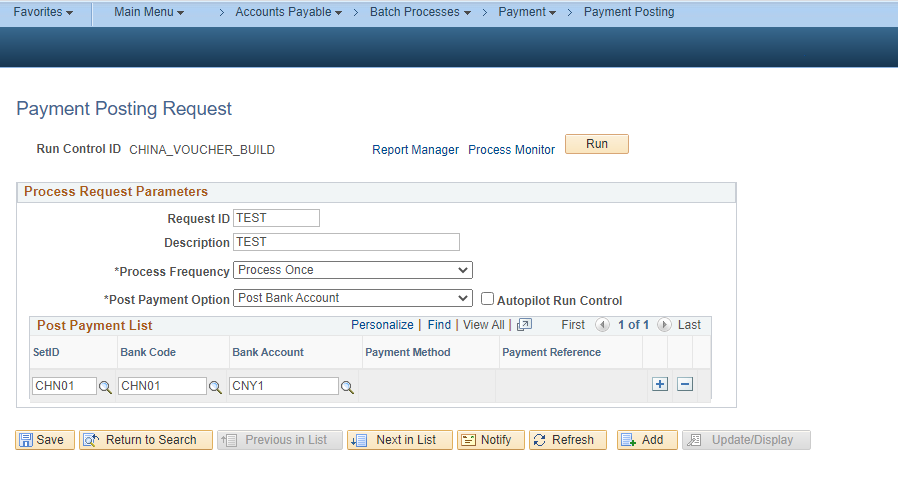 Favorites Main Menu > Accounts Payable > Batch Processes > Payment > Payment Posting
Payment Posting Request
Run Control ID CHINA_VOUCHER_BUILD Report Manager Process Monitor Run
Process Request Parameters
Request ID TEST
Description TEST
*Process Frequency Process Once
*Post Payment Option Post Bank Account Autopilot Run Control
Post Payment List Personalize | Find | View All | First 1 of 1 Last
SetID Bank Code Bank Account Payment Method Payment Reference
CHN01 CHN01 CNY1
Save Return to Search Previous in List Next in List Notify Refresh Add Update/Display